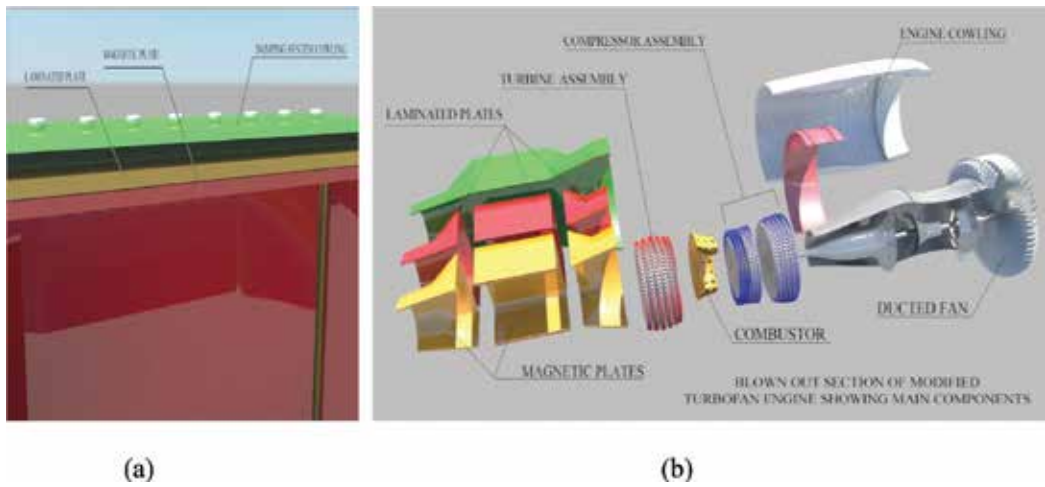 LAMINATED PLATE
MAGNETIC PLATE
DAMPING SYSTEM COWLING
COMPRESSOR ASSEMBLY
ENGINE COWLING
TURBINE ASSEMBLY
LAMINATED PLATES
DUCTED FAN
COMBUSTOR
MAGNETIC PLATES
BLOWN OUT SECTION OF MODIFIED
TURBOFAN ENGINE SHOWING MAIN COMPONENTS
(a)
(b)